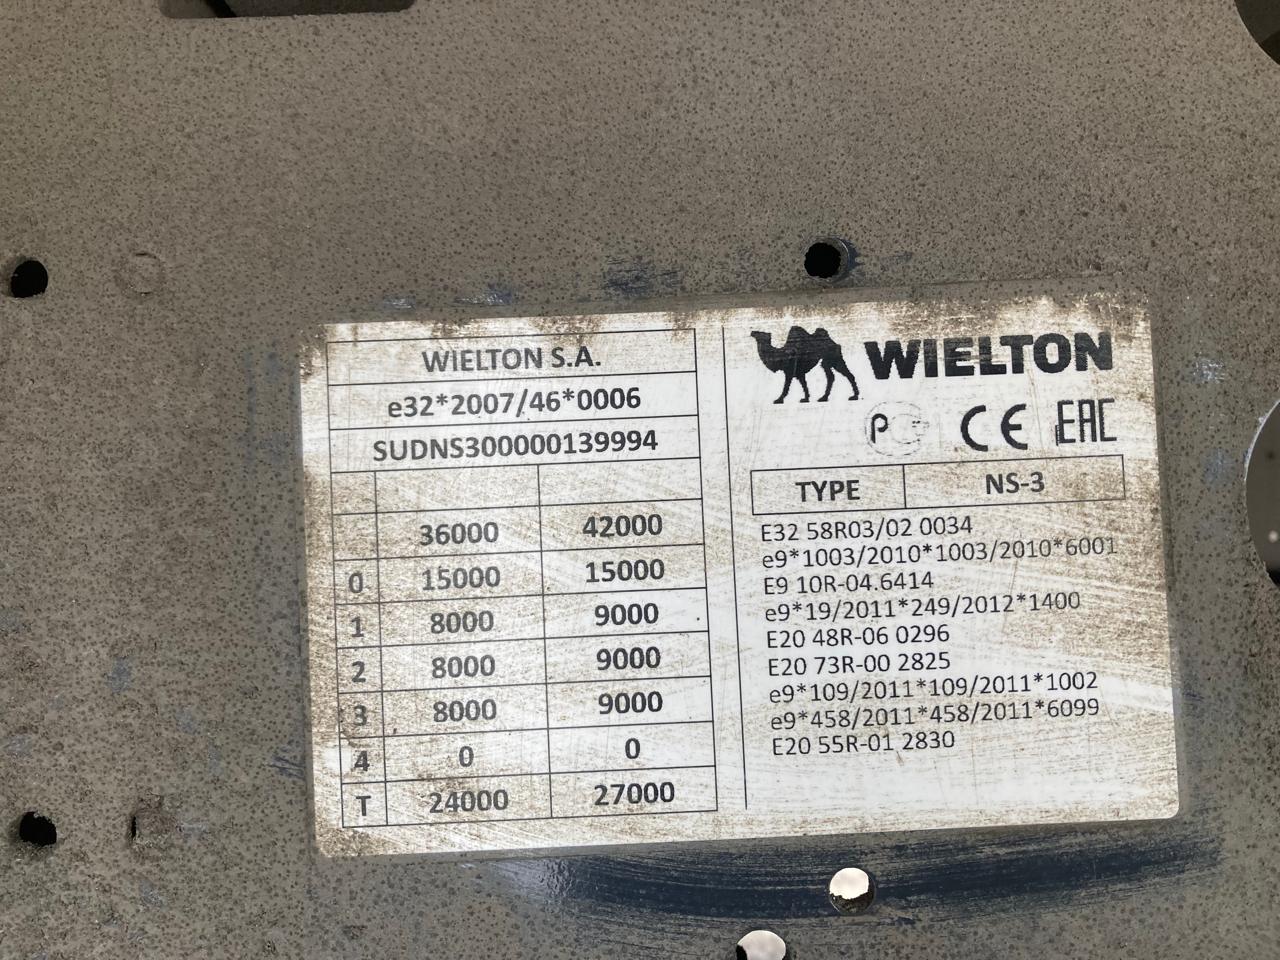 WIELTON S.A.
e32*2007/46*0006
SUDNS300000139994
36000 42000
0 15000 15000
1 8000 9000
2 8000 9000
3 8000 9000
4 0 0
T 24000 27000
WIELTON
PC CE EAC
TYPE NS-3
E32 58R03/02 0034
e9*1003/2010*1003/2010*6001
E9 10R-04.6414
e9*19/2011*249/2012*1400
E20 48R-06 0296
E20 73R-00 2825
e9*109/2011*109/2011*1002
e9*458/2011*458/2011*6099
E20 55R-01 2830